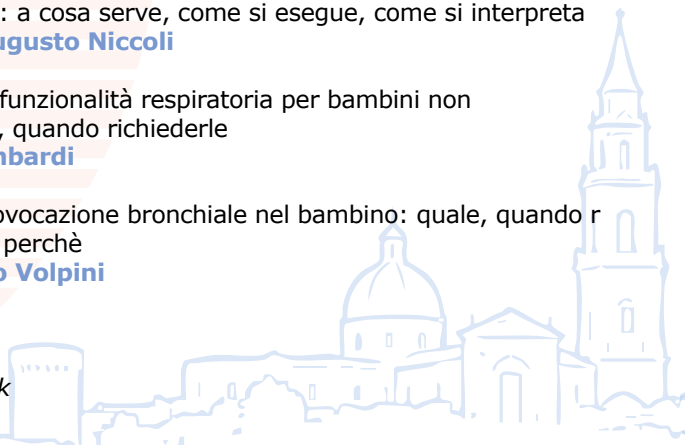 : a cosa serve, come si esegue, come si interpreta
ugusto Niccoli
funzionalità respiratoria per bambini non
, quando richiederle
mbardi
ovocazione bronchiale nel bambino: quale, quando r
perchè
o Volpini
k